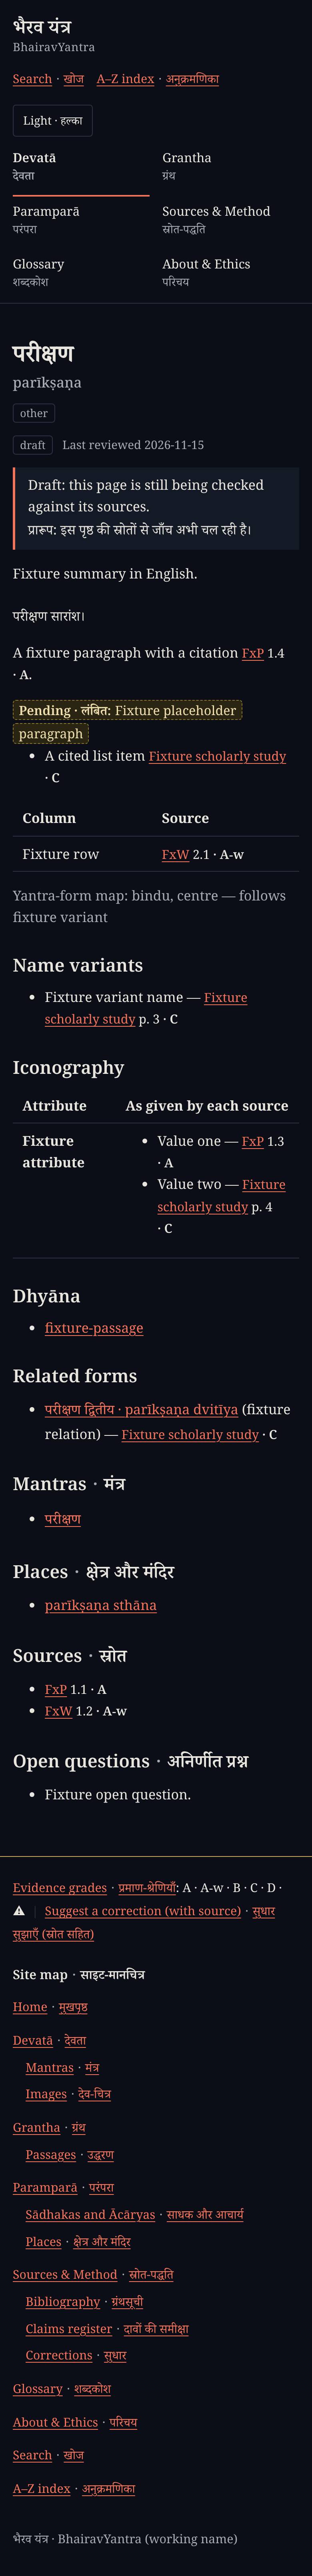 भैरव यंत्र
BhairavYantra
Search · खोज A–Z index · अनुक्रमणिका
Light · हल्का
Devatā
देवता
Grantha
ग्रंथ
Paramparā
परंपरा
Sources & Method
स्रोत-पद्धति
Glossary
शब्दकोश
About & Ethics
परिचय
परीक्षण
parīkṣaṇa
other
draft Last reviewed 2026-11-15
Draft: this page is still being checked
against its sources.
प्रारूप: इस पृष्ठ की स्रोतों से जाँच अभी चल रही है।
Fixture summary in English.
परीक्षण सारांश।
A fixture paragraph with a citation FxP 1.4
· A.
Pending · लंबित: Fixture placeholder
paragraph
• A cited list item Fixture scholarly study
· C
Column Source
Fixture row FxW 2.1 · A-w
Yantra-form map: bindu, centre — follows
fixture variant
Name variants
• Fixture variant name — Fixture
scholarly study p. 3 · C
Iconography
Attribute As given by each source
Fixture
attribute
• Value one — FxP 1.3
· A
• Value two — Fixture
scholarly study p. 4
· C
Dhyāna
• fixture-passage
Related forms
• परीक्षण द्वितीय · parīkṣaṇa dvitīya (fixture
relation) — Fixture scholarly study · C
Mantras · मंत्र
• परीक्षण
Places · क्षेत्र और मंदिर
• parīkṣaṇa sthāna
Sources · स्रोत
• FxP 1.1 · A
• FxW 1.2 · A-w
Open questions · अनिर्णीत प्रश्न
• Fixture open question.
Evidence grades · प्रमाण-श्रेणियाँ: A · A-w · B · C · D ·
⚠ | Suggest a correction (with source) · सुधार
सुझाएँ (स्रोत सहित)
Site map · साइट-मानचित्र
Home · मुखपृष्ठ
Devatā · देवता
Mantras · मंत्र
Images · देव-चित्र
Grantha · ग्रंथ
Passages · उद्धरण
Paramparā · परंपरा
Sādhakas and Ācāryas · साधक और आचार्य
Places · क्षेत्र और मंदिर
Sources & Method · स्रोत-पद्धति
Bibliography · ग्रंथसूची
Claims register · दावों की समीक्षा
Corrections · सुधार
Glossary · शब्दकोश
About & Ethics · परिचय
Search · खोज
A–Z index · अनुक्रमणिका
भैरव यंत्र · BhairavYantra (working name)